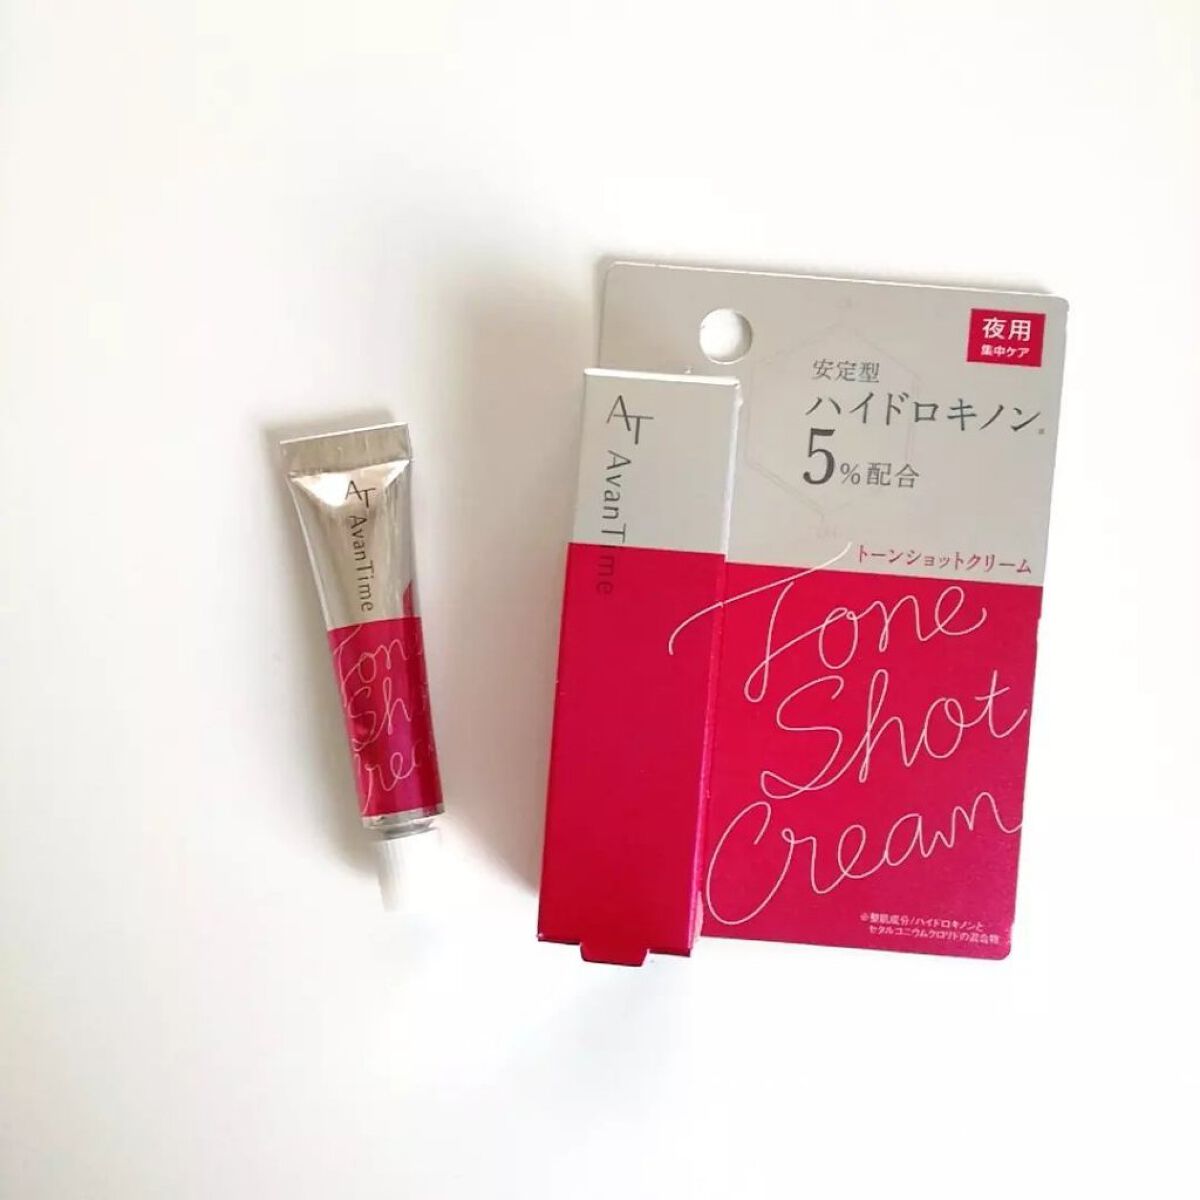 AT AvanTime
Ton
Sh
Crea
AT AvanTime
夜用
集中ケア
安定型
ハイドロキノン※
5%配合
トーンショットクリーム
Tone
Shot
Cream
※整肌成分/ハイドロキノンと
セタルコニウムクロリドの混合物